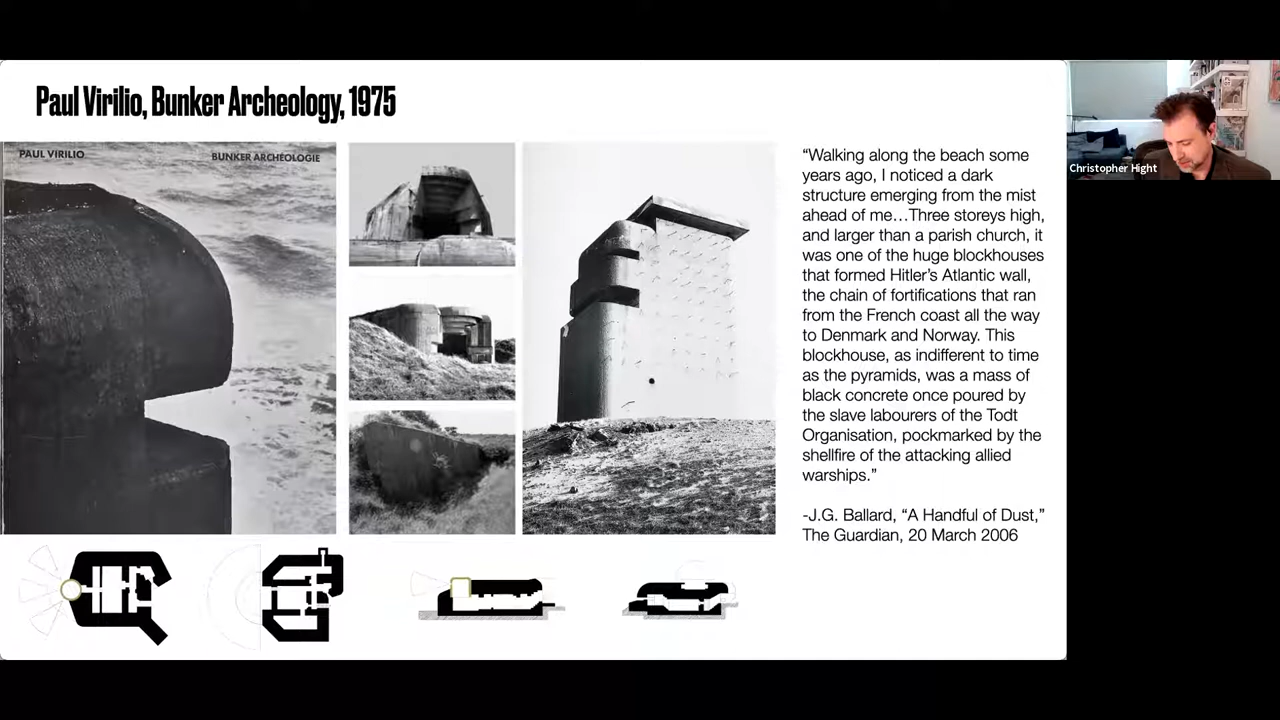 Paul Virilio, Bunker Archeology, 1975
PAUL VIRILIO
BUNKER ARCHÉOLOGIE
“Walking along the beach some
years ago, I noticed a dark
structure emerging from the mist
ahead of me…Three storeys high,
and larger than a parish church, it
was one of the huge blockhouses
that formed Hitler’s Atlantic wall,
the chain of fortifications that ran
from the French coast all the way
to Denmark and Norway. This
blockhouse, as indifferent to time
as the pyramids, was a mass of
black concrete once poured by
the slave labourers of the Todt
Organisation, pockmarked by the
shellfire of the attacking allied
warships.”
-J.G. Ballard, “A Handful of Dust,”
The Guardian, 20 March 2006
Christopher Hight